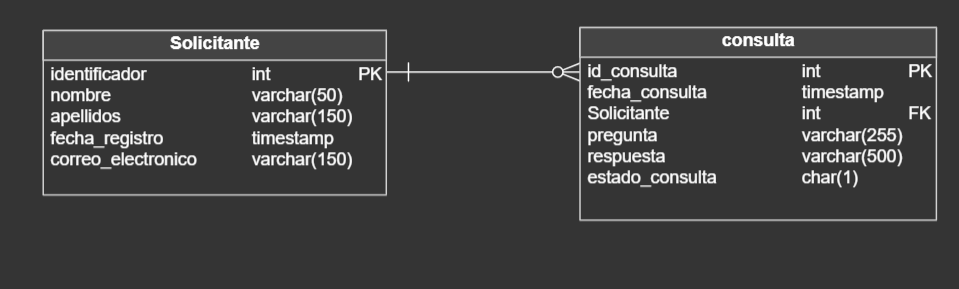 Solicitante
identificador int PK
nombre varchar(50)
apellidos varchar(150)
fecha_registro timestamp
correo_electronico varchar(150)
consulta
id_consulta int PK
fecha_consulta timestamp
Solicitante int FK
pregunta varchar(255)
respuesta varchar(500)
estado_consulta char(1)